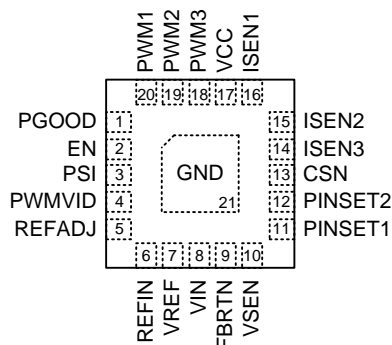 PWM1
PWM2
PWM3
VCC
ISEN1
20 19 18 17 16
PGOOD 1
EN 2
PSI 3
PWMVID 4
REFADJ 5
GND
21
15 ISEN2
14 ISEN3
13 CSN
12 PINSET2
11 PINSET1
6 7 8 9 10
REFIN
VREF
VIN
FBRTN
VSEN